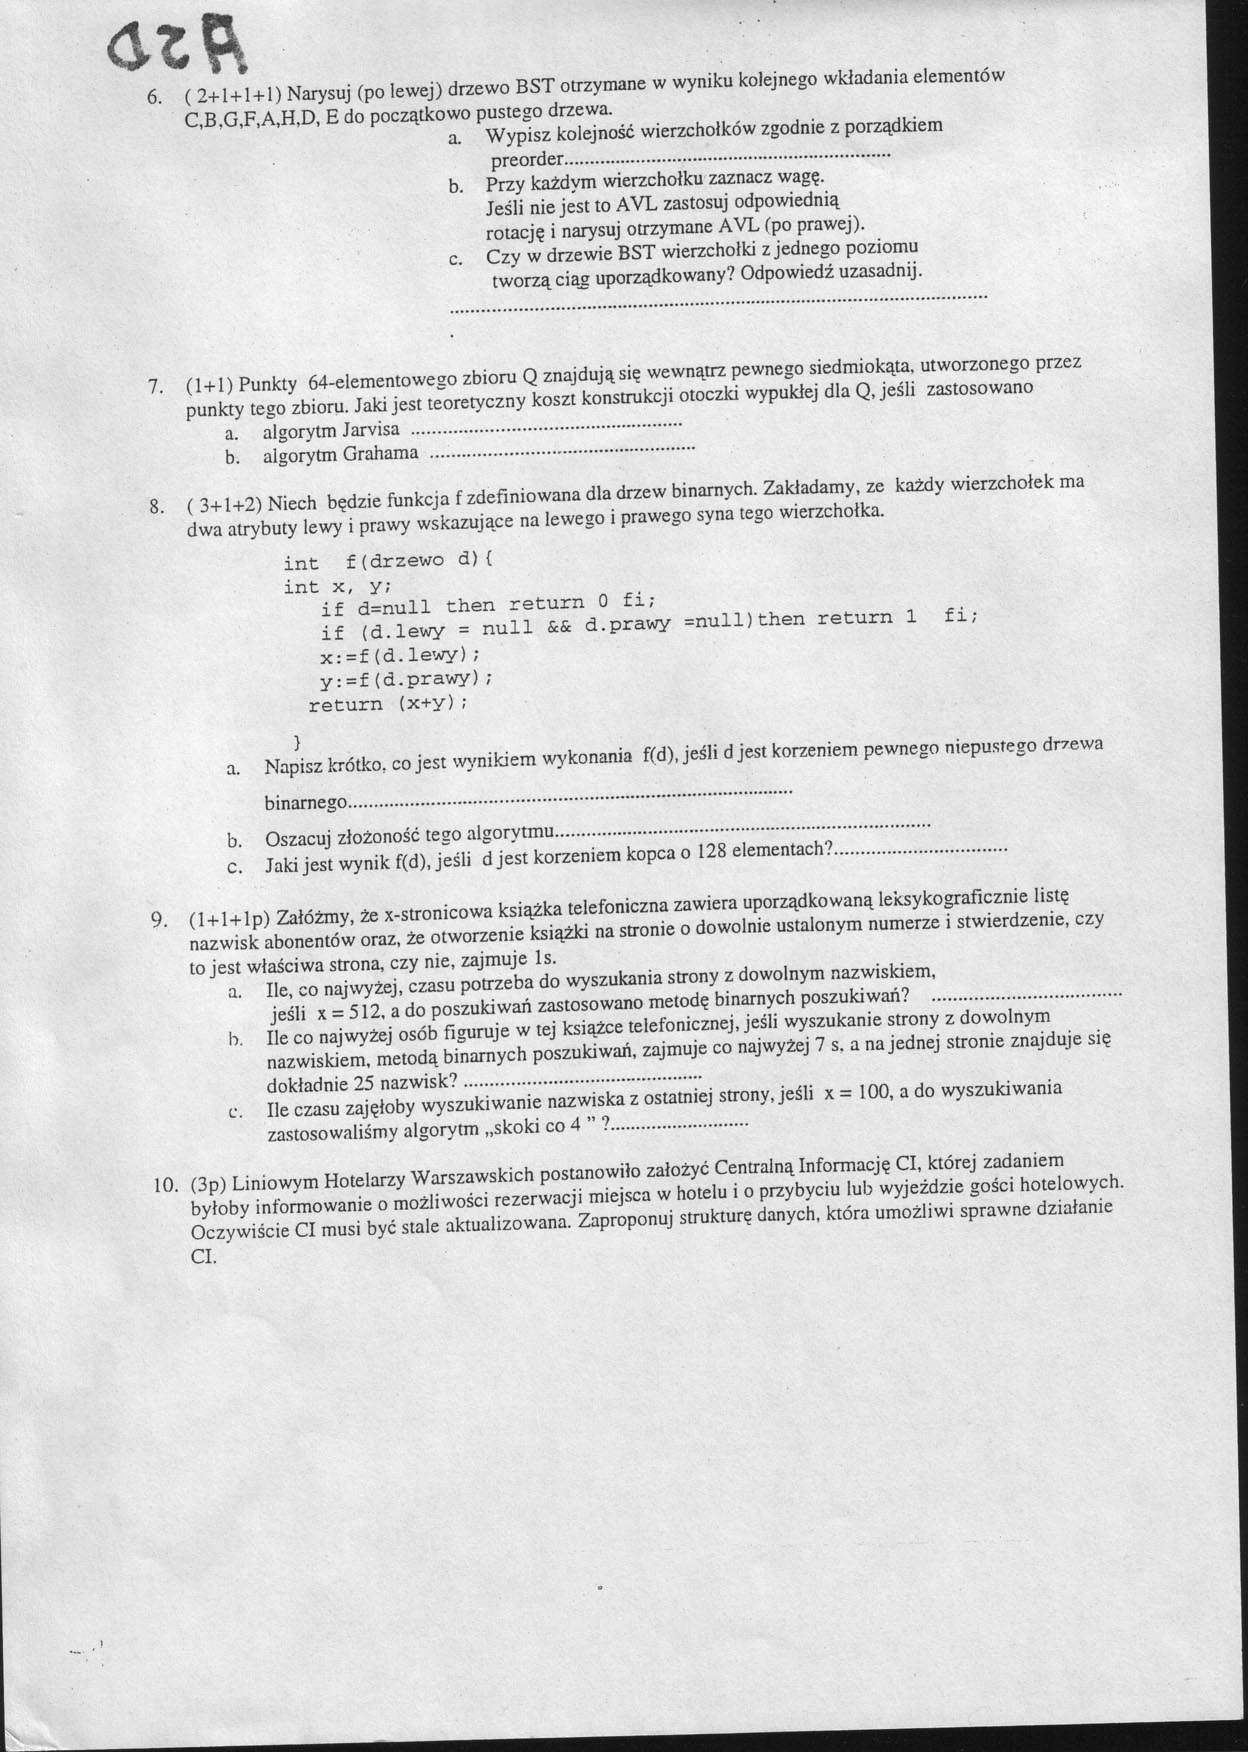 6. ( 2+1+1+1) Narysuj (po lewej) drzewo BST otrzymane w wyniku kolejnego wkładania elementów
C,B,G,F,A,H,D, E do początkowo pustego drzewa.
a. Wypisz kolejność wierzchołków zgodnie z porządkiem
preorder..............................................................
b. Przy każdym wierzchołku zaznacz wagę.
Jeśli nie jest to AVL zastosuj odpowiednią
rotację i narysuj otrzymane AVL (po prawej).
c. Czy w drzewie BST wierzchołki z jednego poziomu
tworzą ciąg uporządkowany? Odpowiedź uzasadnij.
..............................................................................................
.
7. (1+1) Punkty 64-elementowego zbioru Q znajdują się wewnątrz pewnego siedmiokąta, utworzonego przez
punkty tego zbioru. Jaki jest teoretyczny koszt konstrukcji otoczki wypukłej dla Q, jeśli zastosowano
a. algorytm Jarvisa ....................................................
b. algorytm Grahama ...................................................
8. ( 3+1+2) Niech będzie funkcja f zdefiniowana dla drzew binarnych. Zakładamy, ze każdy wierzchołek ma
dwa atrybuty lewy i prawy wskazujące na lewego i prawego syna tego wierzchołka.
int f(drzewo d){
int x, y;
if d=null then return 0 fi;
if (d.lewy = null && d.prawy =null)then return 1 fi;
x:=f(d.lewy);
y:=f(d.prawy);
return (x+y);
}
a. Napisz krótko, co jest wynikiem wykonania f(d), jeśli d jest korzeniem pewnego niepustego drzewa
binarnego....................................................................................
b. Oszacuj złożoność tego algorytmu.......................................................................
c. Jaki jest wynik f(d), jeśli d jest korzeniem kopca o 128 elementach?.................................
9. (1+1+1p) Załóżmy, że x-stronicowa książka telefoniczna zawiera uporządkowaną leksykograficznie listę
nazwisk abonentów oraz, że otworzenie książki na stronie o dowolnie ustalonym numerze i stwierdzenie, czy
to jest właściwa strona, czy nie, zajmuje 1s.
a. Ile, co najwyżej, czasu potrzeba do wyszukania strony z dowolnym nazwiskiem,
jeśli x = 512, a do poszukiwań zastosowano metodę binarnych poszukiwań? ....................................
b. Ile co najwyżej osób figuruje w tej książce telefonicznej, jeśli wyszukanie strony z dowolnym
nazwiskiem, metodą binarnych poszukiwań, zajmuje co najwyżej 7 s, a na jednej stronie znajduje się
dokładnie 25 nazwisk? .............................................
c. Ile czasu zajęłoby wyszukiwanie nazwiska z ostatniej strony, jeśli x = 100, a do wyszukiwania
zastosowaliśmy algorytm „skoki co 4 ” ?..........................
10. (3p) Liniowym Hotelarzy Warszawskich postanowiło założyć Centralną Informację CI, której zadaniem
byłoby informowanie o możliwości rezerwacji miejsca w hotelu i o przybyciu lub wyjeździe gości hotelowych.
Oczywiście CI musi być stale aktualizowana. Zaproponuj strukturę danych, która umożliwi sprawne działanie
CI.